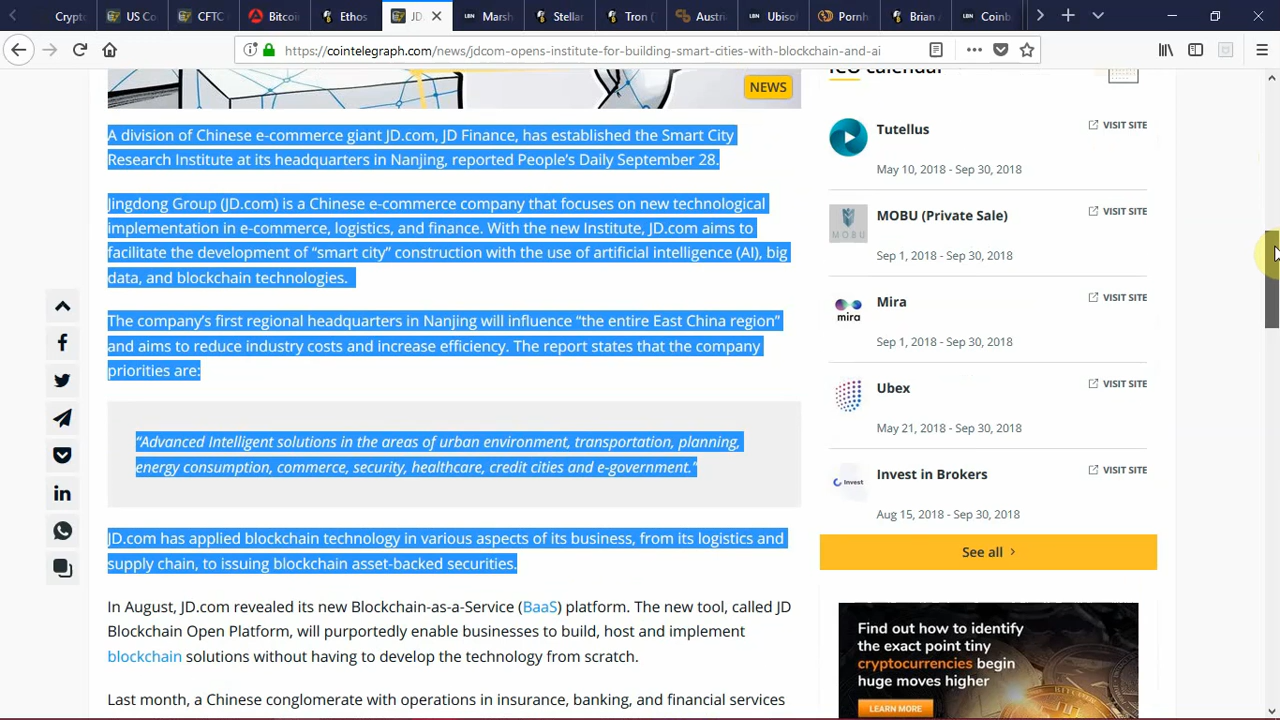 Crypto
US Co
CFTC
Bitcoi
Ethos
JD.
Marsh
Stellar
Tron (
Austri
Ubisof
Pornh
Brian
Coinb
https://cointelegraph.com/news/jdcom-opens-institute-for-building-smart-cities-with-blockchain-and-ai
NEWS
A division of Chinese e-commerce giant JD.com, JD Finance, has established the Smart City
Research Institute at its headquarters in Nanjing, reported People's Daily September 28.
Jingdong Group (JD.com) is a Chinese e-commerce company that focuses on new technological
implementation in e-commerce, logistics, and finance. With the new Institute, JD.com aims to
facilitate the development of “smart city” construction with the use of artificial intelligence (AI), big
data, and blockchain technologies.
The company’s first regional headquarters in Nanjing will influence “the entire East China region”
and aims to reduce industry costs and increase efficiency. The report states that the company
priorities are:
“Advanced Intelligent solutions in the areas of urban environment, transportation, planning,
energy consumption, commerce, security, healthcare, credit cities and e-government.”
JD.com has applied blockchain technology in various aspects of its business, from its logistics and
supply chain, to issuing blockchain asset-backed securities.
In August, JD.com revealed its new Blockchain-as-a-Service (BaaS) platform. The new tool, called JD
Blockchain Open Platform, will purportedly enable businesses to build, host and implement
blockchain solutions without having to develop the technology from scratch.
Last month, a Chinese conglomerate with operations in insurance, banking, and financial services
ICO calendar
Tutellus
VISIT SITE
May 10, 2018 - Sep 30, 2018
MOBU
MOBU (Private Sale)
VISIT SITE
Sep 1, 2018 - Sep 30, 2018
mira
Mira
VISIT SITE
Sep 1, 2018 - Sep 30, 2018
Ubex
VISIT SITE
May 21, 2018 - Sep 30, 2018
Invest
Invest in Brokers
VISIT SITE
Aug 15, 2018 - Sep 30, 2018
See all
Find out how to identify
the exact point tiny
cryptocurrencies begin
huge moves higher
LEARN MORE